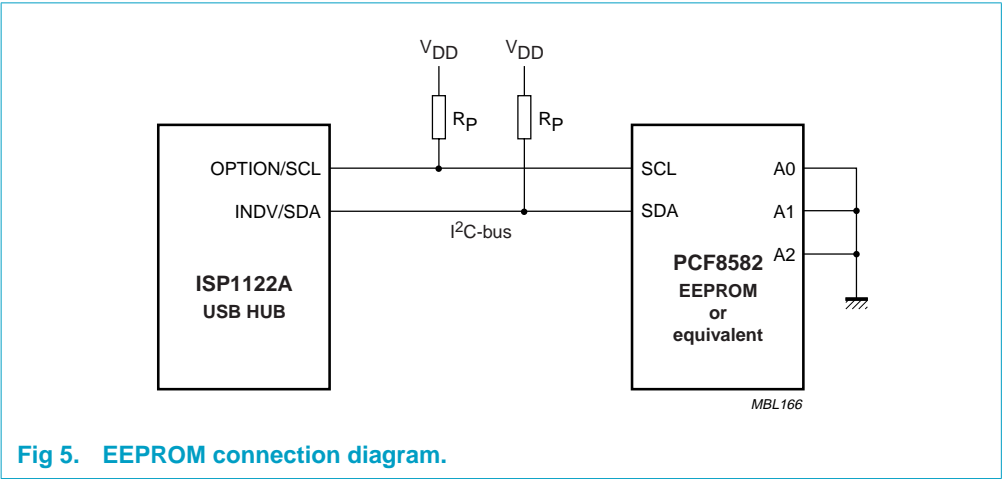 VDD VDD
RP RP
OPTION/SCL SCL A0
INDV/SDA SDA A1
I2C-bus
A2
ISP1122A
USB HUB
PCF8582
EEPROM
or
equivalent
MBL166
Fig 5. EEPROM connection diagram.